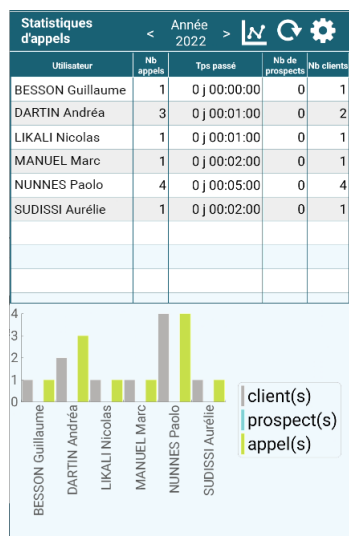 Statistiques d'appels < Année 2022 >
Utilisateur Nb appels Tps passé Nb de prospects Nb clients
BESSON Guillaume 1 0 j 00:00:00 0 1
DARTIN Andréa 3 0 j 00:01:00 0 2
LIKALI Nicolas 1 0 j 00:01:00 0 1
MANUEL Marc 1 0 j 00:02:00 0 1
NUNNES Paolo 4 0 j 00:05:00 0 4
SUDISSI Aurélie 1 0 j 00:02:00 0 1
4
3
2
1
0
BESSON Guillaume
DARTIN Andréa
LIKALI Nicolas
MANUEL Marc
NUNNES Paolo
SUDISSI Aurélie
client(s)
prospect(s)
appel(s)